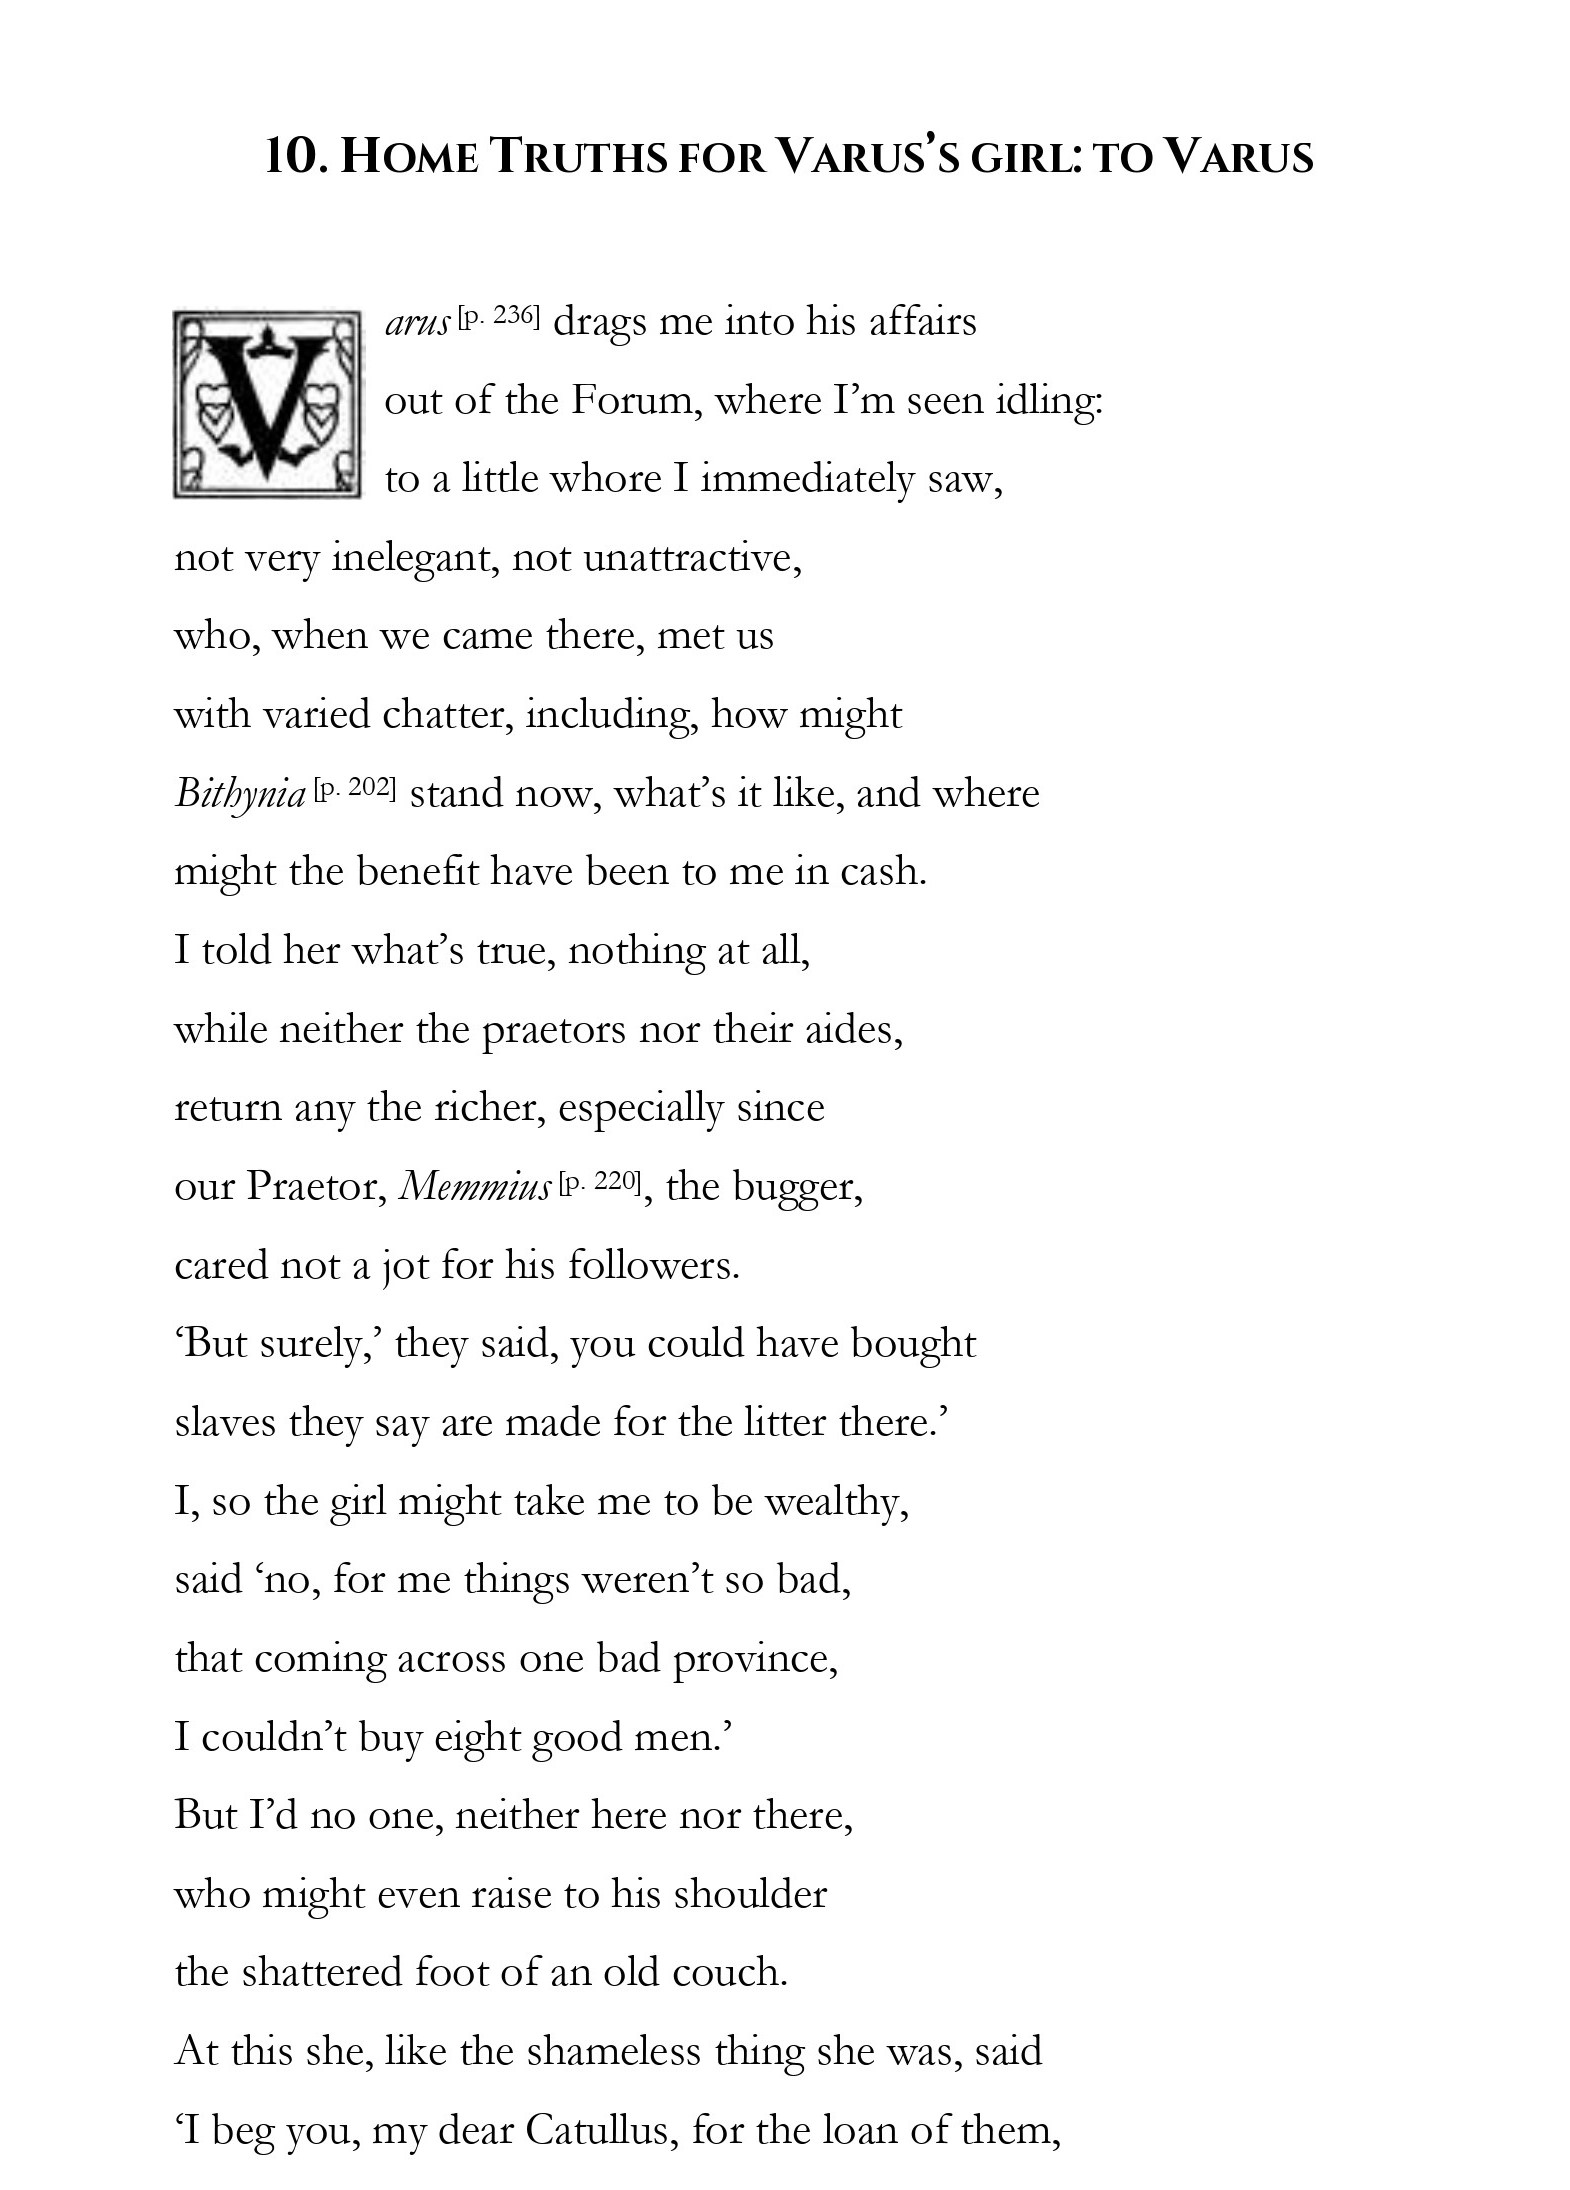 10. Home Truths for Varus’s girl: to Varus
Varus [p. 236] drags me into his affairs
out of the Forum, where I’m seen idling:
to a little whore I immediately saw,
not very inelegant, not unattractive,
who, when we came there, met us
with varied chatter, including, how might
Bithynia [p. 202] stand now, what’s it like, and where
might the benefit have been to me in cash.
I told her what’s true, nothing at all,
while neither the praetors nor their aides,
return any the richer, especially since
our Praetor, Memmius [p. 220], the bugger,
cared not a jot for his followers.
‘But surely,’ they said, you could have bought
slaves they say are made for the litter there.’
I, so the girl might take me to be wealthy,
said ‘no, for me things weren’t so bad,
that coming across one bad province,
I couldn’t buy eight good men.’
But I’d no one, neither here nor there,
who might even raise to his shoulder
the shattered foot of an old couch.
At this she, like the shameless thing she was, said
‘I beg you, my dear Catullus, for the loan of them,